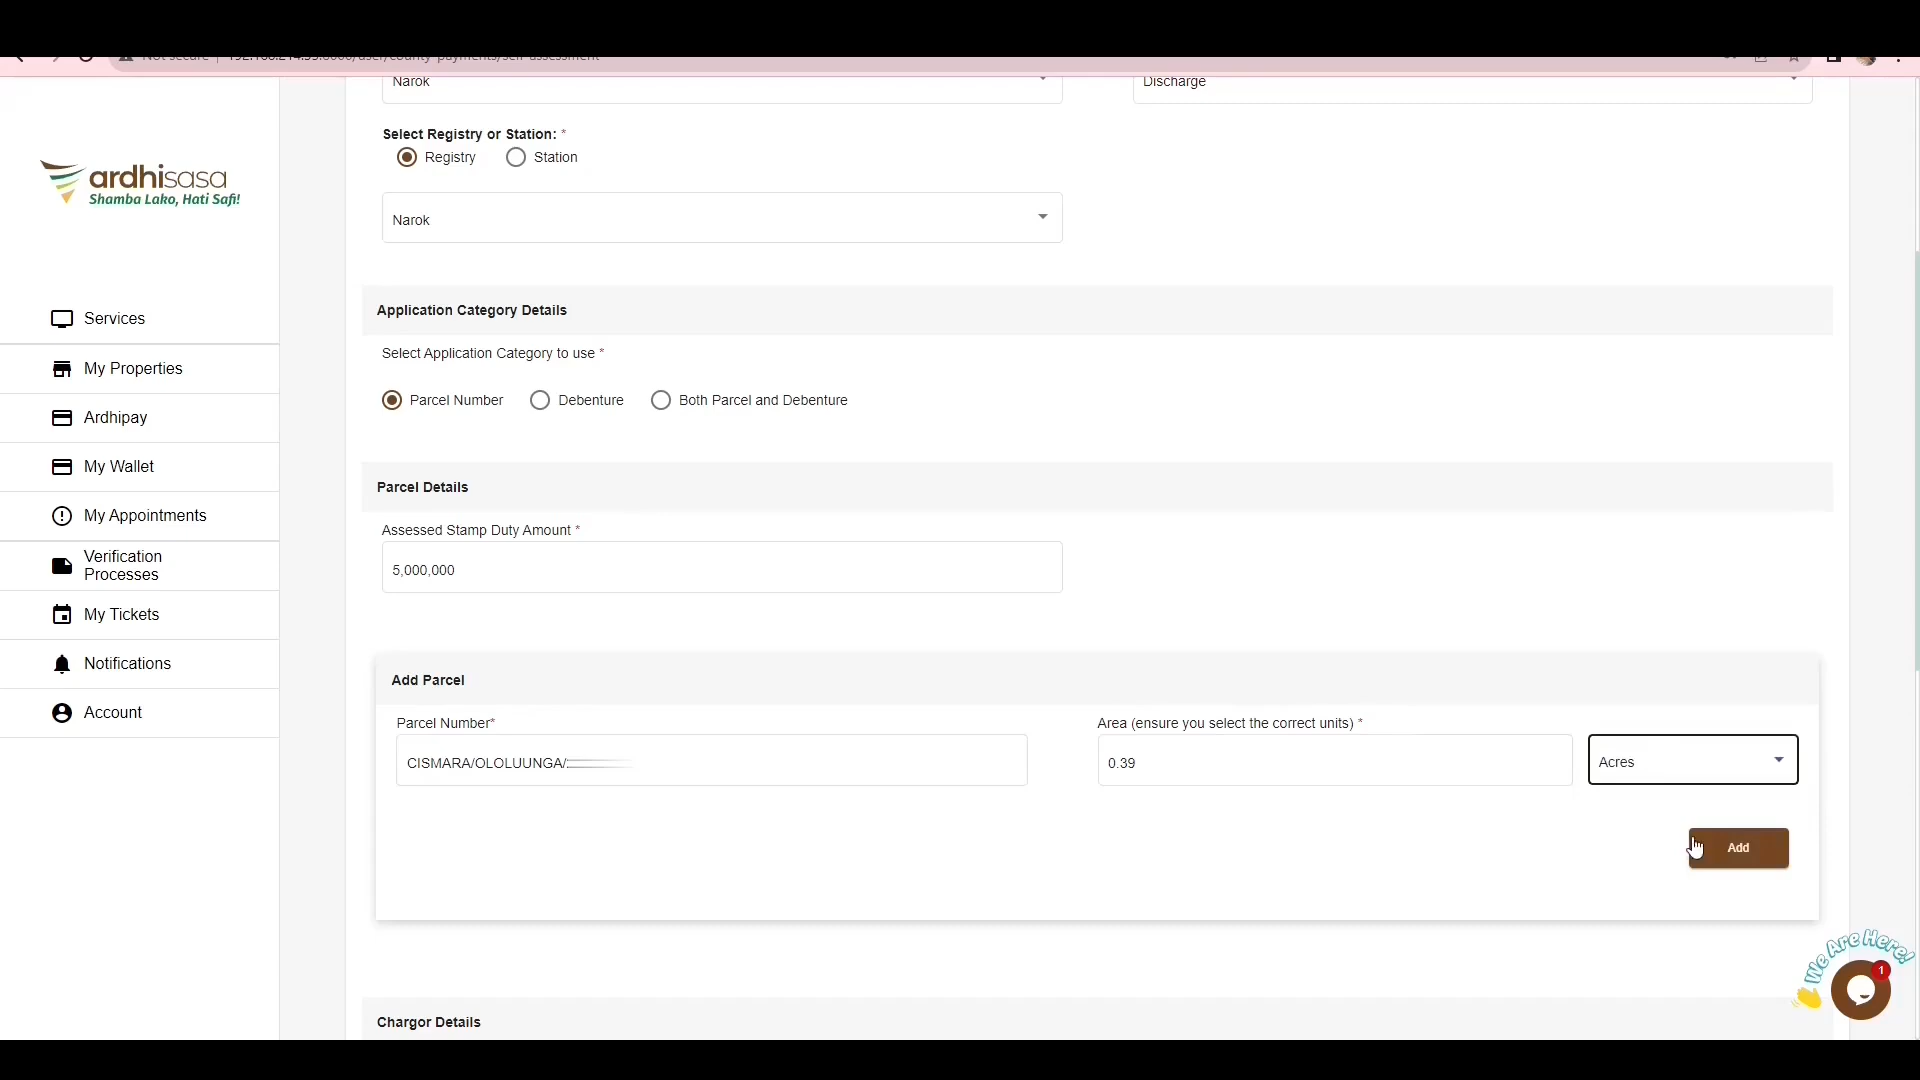 Narok
Discharge
Select Registry or Station: *
Registry
Station
Narok
ardhisasa
Shamba Lako, Hati Safi!
Services
My Properties
Ardhipay
My Wallet
My Appointments
Verification
Processes
My Tickets
Notifications
Account
Application Category Details
Select Application Category to use *
Parcel Number
Debenture
Both Parcel and Debenture
Parcel Details
Assessed Stamp Duty Amount *
5,000,000
Add Parcel
Parcel Number*
CISMARA/OLOLUUNGA/
Area (ensure you select the correct units) *
0.39
Acres
Add
We Are Here!
1
Chargor Details